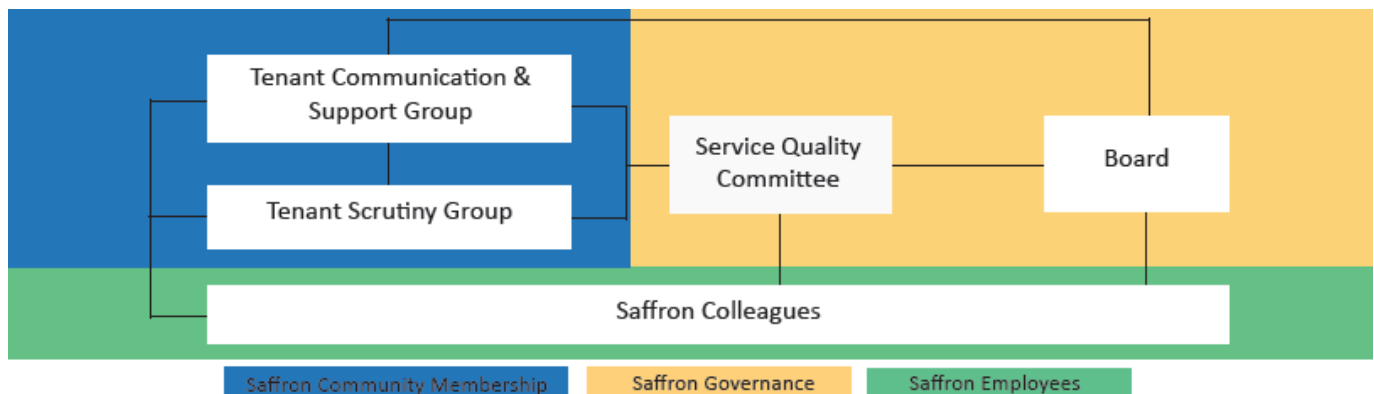 Tenant Communication &
Support Group
Service Quality
Committee
Board
Tenant Scrutiny Group
Saffron Colleagues
Saffron Community Membership
Saffron Governance
Saffron Employees